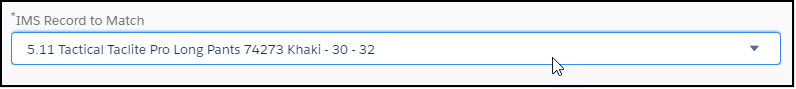 *IMS Record to Match
5.11 Tactical Taclite Pro Long Pants 74273 Khaki - 30 - 32